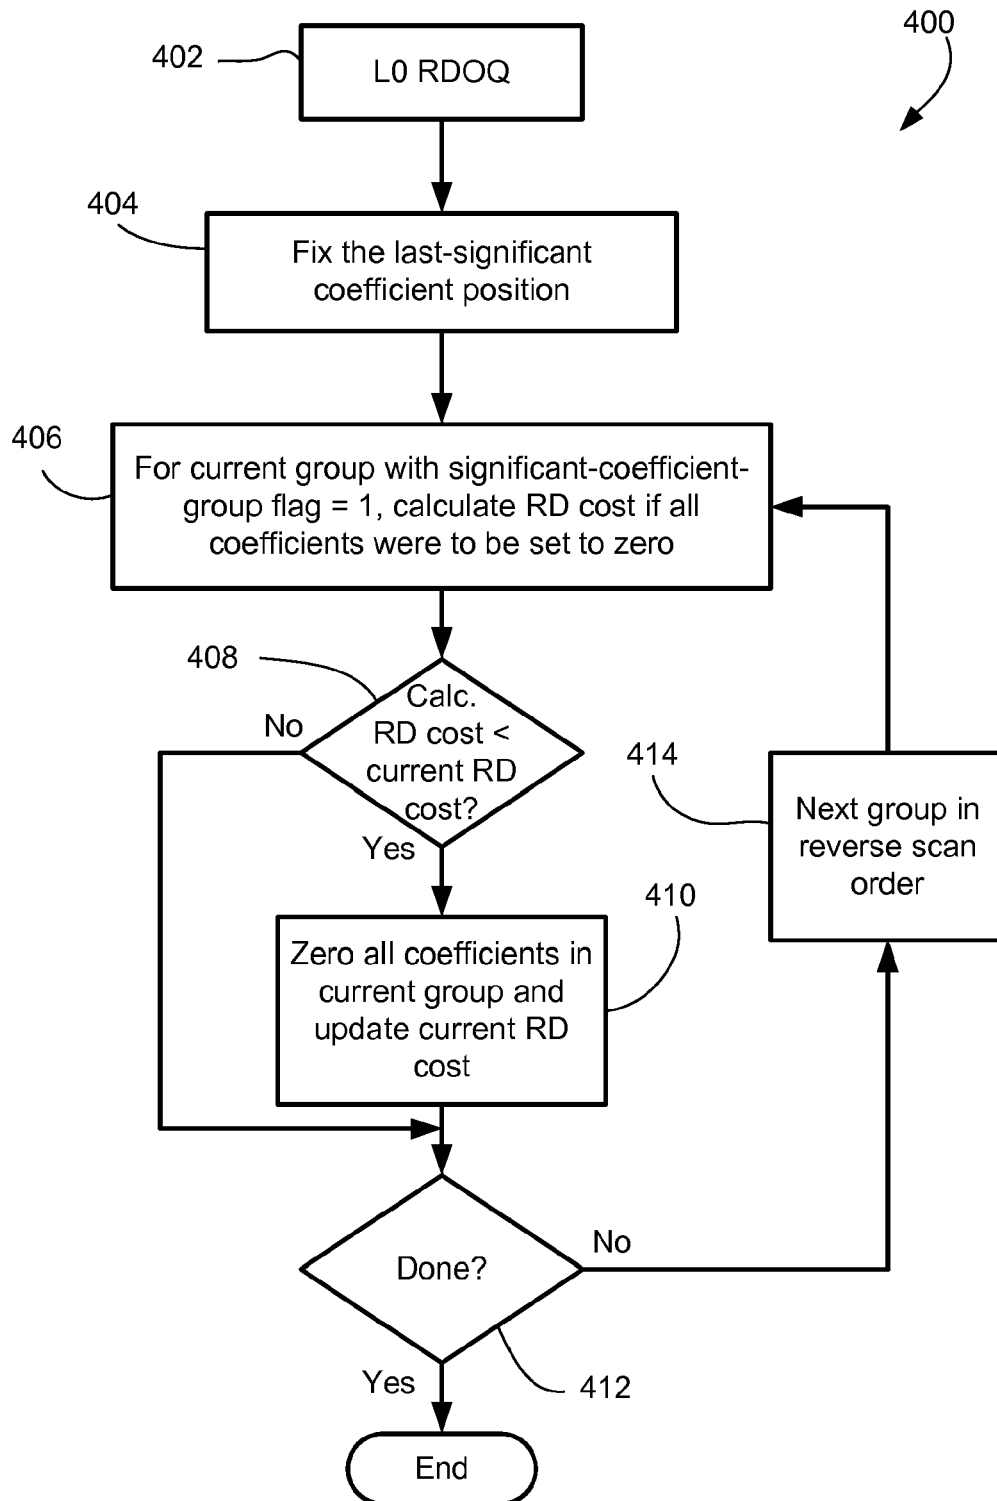 400
402
L0 RDOQ
404
Fix the last-significant
coefficient position
406
For current group with significant-coefficient-
group flag = 1, calculate RD cost if all
coefficients were to be set to zero
408
Calc.
RD cost <
current RD
cost?
No
Yes
414
Next group in
reverse scan
order
410
Zero all coefficients in
current group and
update current RD
cost
Done?
No
Yes
412
End